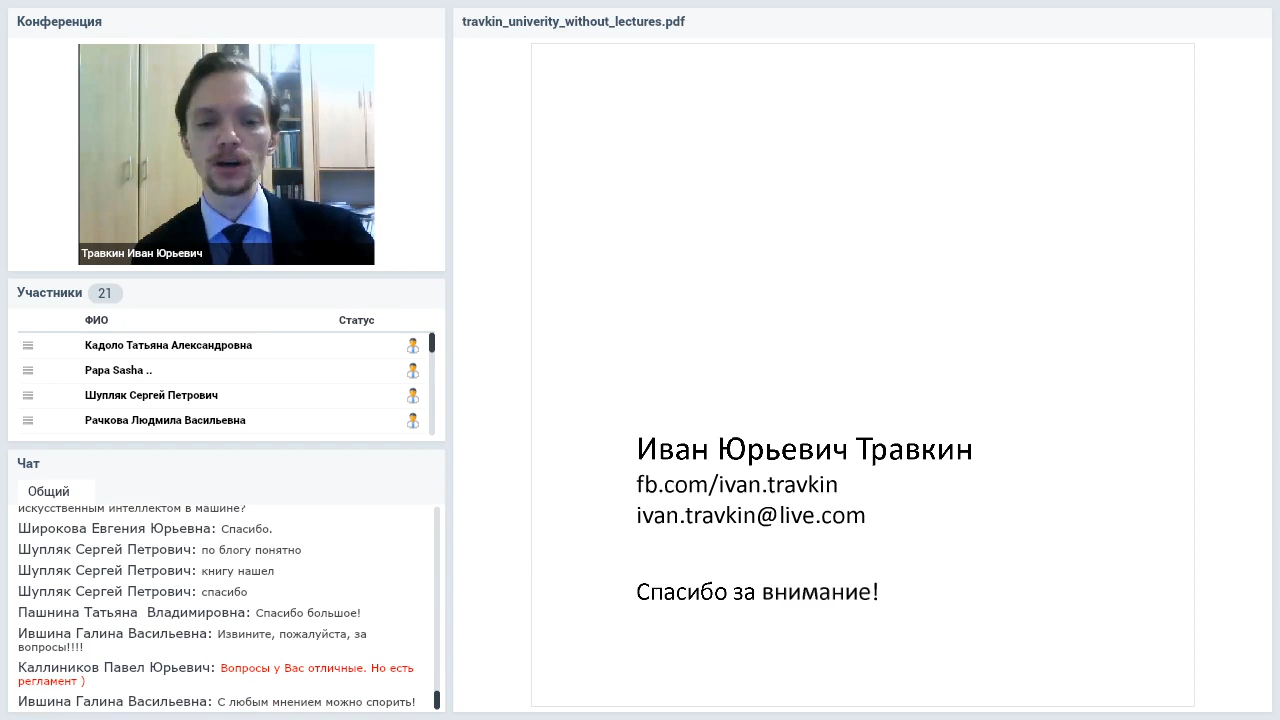 Конференция
Травкин Иван Юрьевич
Участники 21
ФИО Статус
Кадоло Татьяна Александровна
Papa Sasha ..
Шупляк Сергей Петрович
Рачкова Людмила Васильевна
Чат
Общий
искусственным интеллектом в машине?
Широкова Евгения Юрьевна: Спасибо.
Шупляк Сергей Петрович: по блогу понятно
Шупляк Сергей Петрович: книгу нашел
Шупляк Сергей Петрович: спасибо
Пашнина Татьяна Владимировна: Спасибо большое!
Ившина Галина Васильевна: Извините, пожалуйста, за
вопросы!!!!
Каллиников Павел Юрьевич: Вопросы у Вас отличные. Но есть
регламент )
Ившина Галина Васильевна: С любым мнением можно спорить!
travkin_univerity_without_lectures.pdf
Иван Юрьевич Травкин
fb.com/ivan.travkin
ivan.travkin@live.com
Спасибо за внимание!